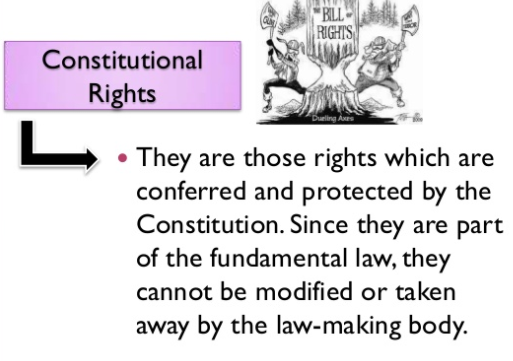 THE
BILL OF
RIGHTS
Dueling Axes
Constitutional
Rights
• They are those rights which are
conferred and protected by the
Constitution. Since they are part
of the fundamental law, they
cannot be modified or taken
away by the law-making body.